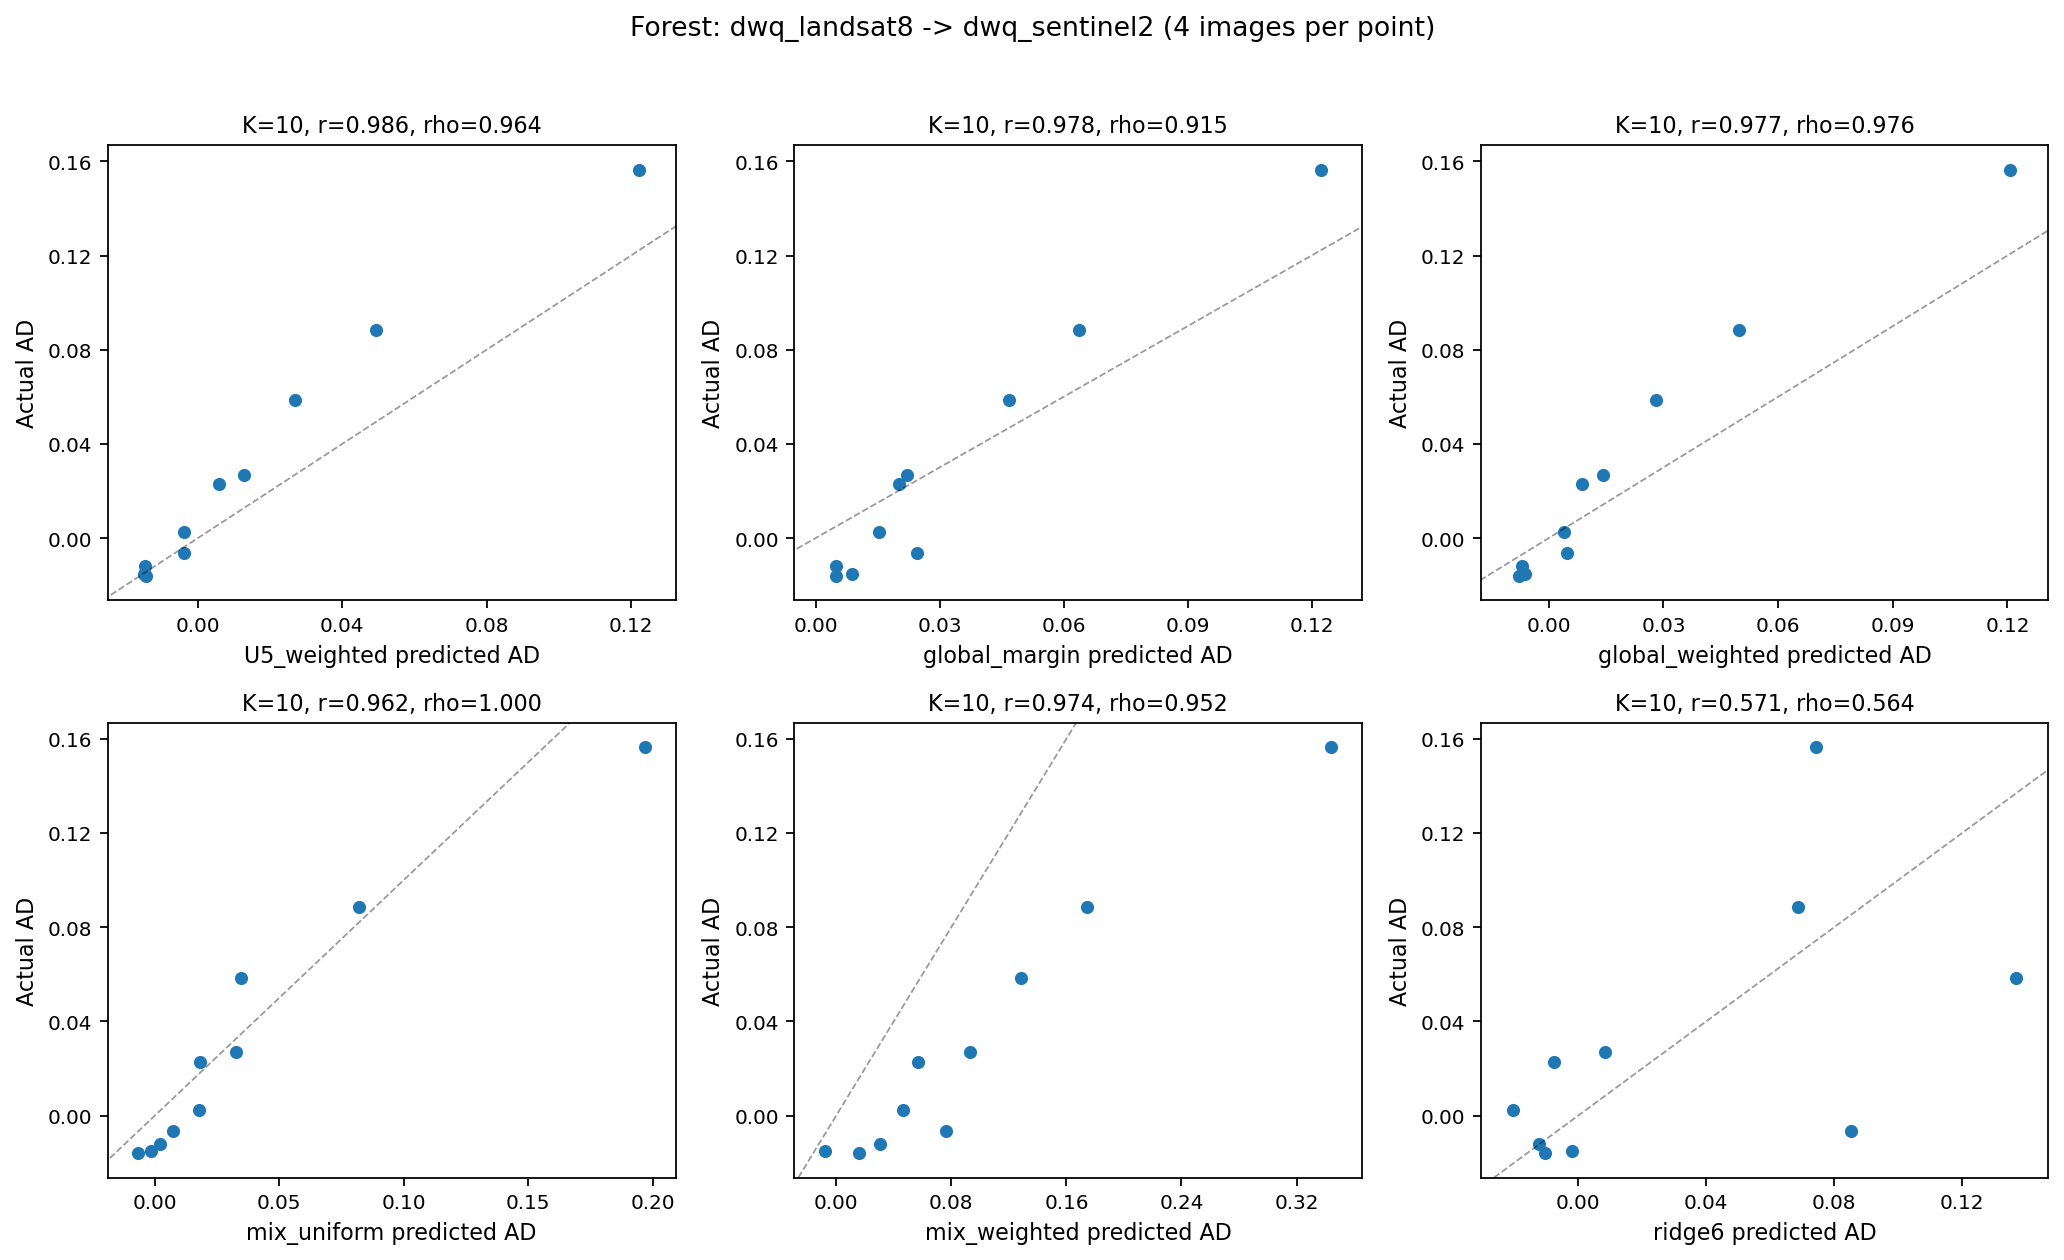 Forest: dwq_landsat8 -> dwq_sentinel2 (4 images per point)
K=10, r=0.986, rho=0.964
Actual AD
0.16
0.12
0.08
0.04
0.00
0.00 0.04 0.08 0.12
U5_weighted predicted AD
K=10, r=0.978, rho=0.915
Actual AD
0.16
0.12
0.08
0.04
0.00
0.00 0.03 0.06 0.09 0.12
global_margin predicted AD
K=10, r=0.977, rho=0.976
Actual AD
0.16
0.12
0.08
0.04
0.00
0.00 0.03 0.06 0.09 0.12
global_weighted predicted AD
K=10, r=0.962, rho=1.000
Actual AD
0.16
0.12
0.08
0.04
0.00
0.00 0.05 0.10 0.15 0.20
mix_uniform predicted AD
K=10, r=0.974, rho=0.952
Actual AD
0.16
0.12
0.08
0.04
0.00
0.00 0.08 0.16 0.24 0.32
mix_weighted predicted AD
K=10, r=0.571, rho=0.564
Actual AD
0.16
0.12
0.08
0.04
0.00
0.00 0.04 0.08 0.12
ridge6 predicted AD